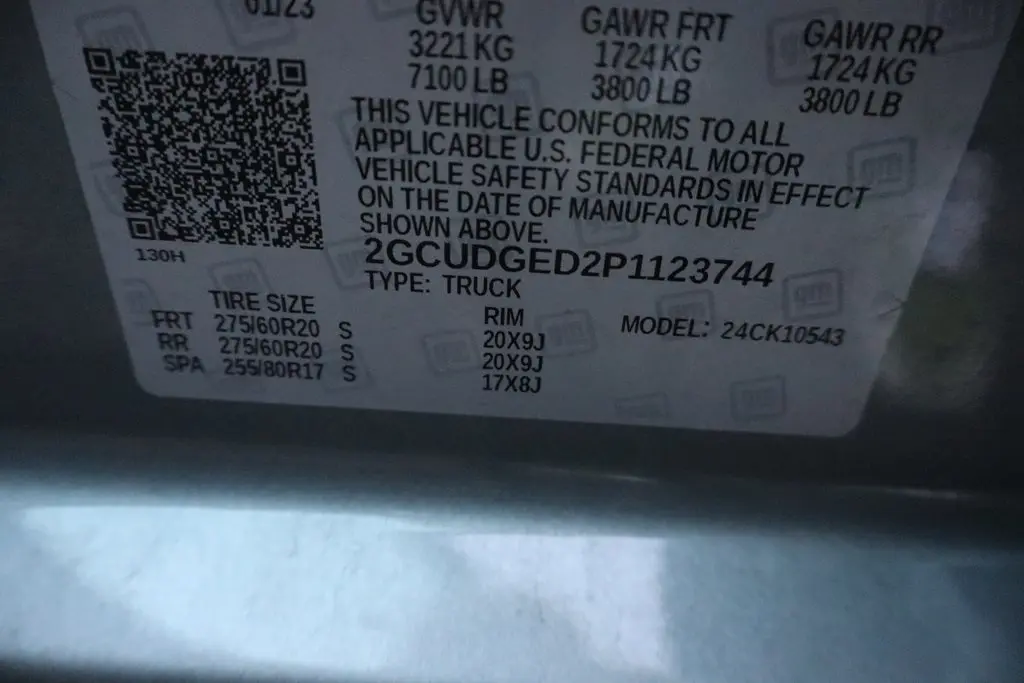 01/23 GVWR GAWR FRT GAWR RR
3221 KG 1724 KG 1724 KG
7100 LB 3800 LB 3800 LB
THIS VEHICLE CONFORMS TO ALL
APPLICABLE U.S. FEDERAL MOTOR
VEHICLE SAFETY STANDARDS IN EFFECT
ON THE DATE OF MANUFACTURE
SHOWN ABOVE.
130H
2GCUDGED2P1123744
TYPE: TRUCK
TIRE SIZE RIM MODEL: 24CK10543
FRT 275/60R20 S 20X9J
RR 275/60R20 S 20X9J
SPA 255/80R17 S 17X8J
gm